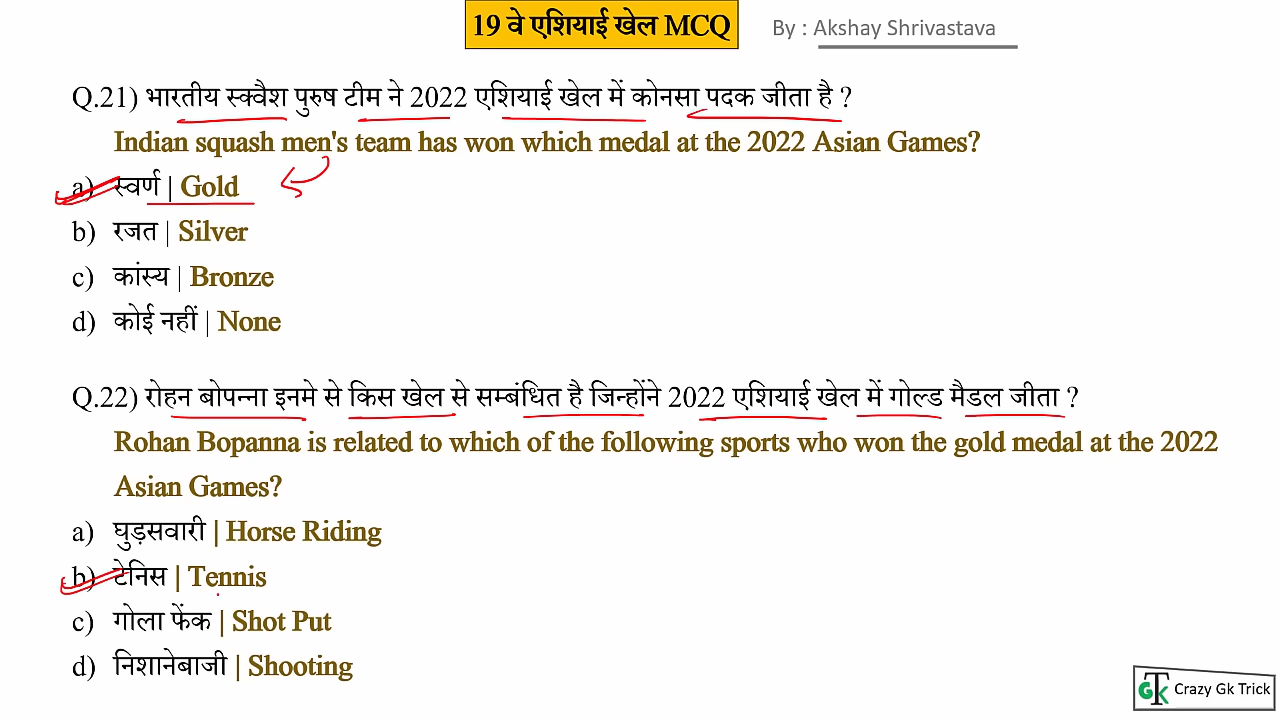 19 वे एशियाई खेल MCQ
By : Akshay Shrivastava
Q.21) भारतीय स्क्वैश पुरुष टीम ने 2022 एशियाई खेल में कोनसा पदक जीता है ?
Indian squash men's team has won which medal at the 2022 Asian Games?
a) स्वर्ण | Gold
b) रजत | Silver
c) कांस्य | Bronze
d) कोई नहीं | None
Q.22) रोहन बोपन्ना इनमे से किस खेल से सम्बंधित है जिन्होंने 2022 एशियाई खेल में गोल्ड मैडल जीता ?
Rohan Bopanna is related to which of the following sports who won the gold medal at the 2022
Asian Games?
a) घुड़सवारी | Horse Riding
b) टेनिस | Tennis
c) गोला फेंक | Shot Put
d) निशानेबाजी | Shooting
GTK Crazy Gk Trick